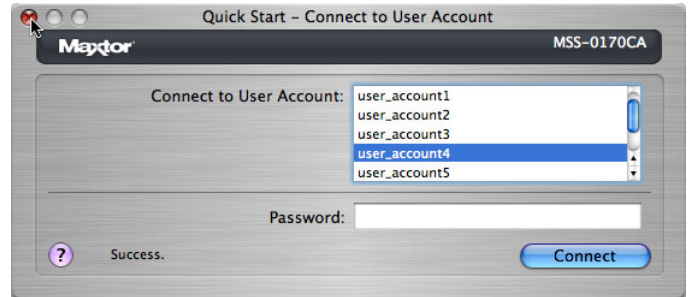 Quick Start – Connect to User Account
Maxtor MSS-0170CA
Connect to User Account:
user_account1
user_account2
user_account3
user_account4
user_account5
Password:
? Success. Connect